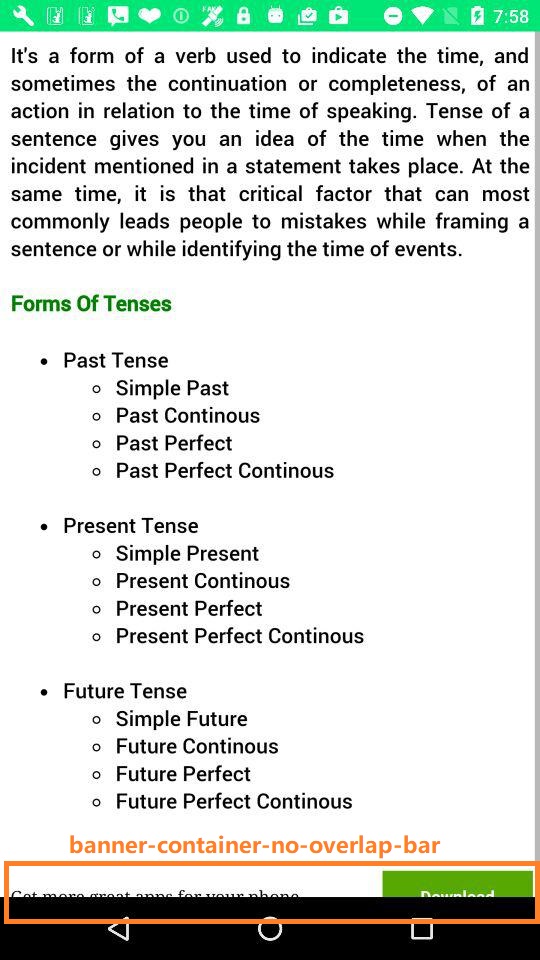 7:58
It's a form of a verb used to indicate the time, and
sometimes the continuation or completeness, of an
action in relation to the time of speaking. Tense of a
sentence gives you an idea of the time when the
incident mentioned in a statement takes place. At the
same time, it is that critical factor that can most
commonly leads people to mistakes while framing a
sentence or while identifying the time of events.
Forms Of Tenses
Past Tense
Simple Past
Past Continous
Past Perfect
Past Perfect Continous
Present Tense
Simple Present
Present Continous
Present Perfect
Present Perfect Continous
Future Tense
Simple Future
Future Continous
Future Perfect
Future Perfect Continous
banner-container-no-overlap-bar
Get more great apps for your phone
Download